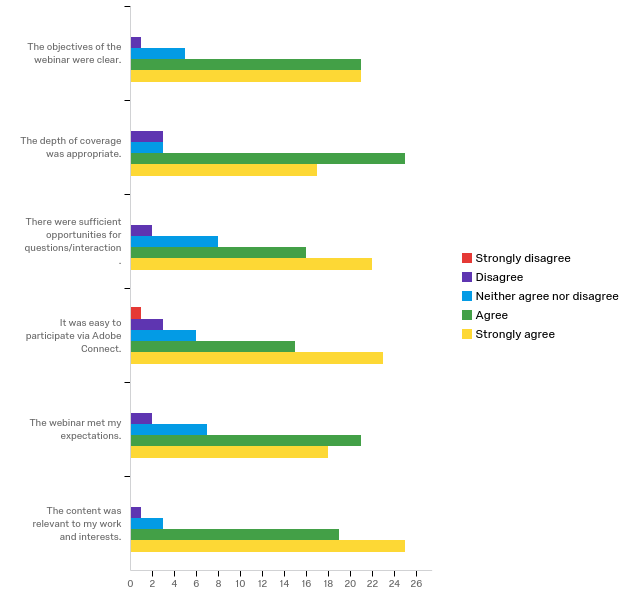 The objectives of the
webinar were clear.
The depth of coverage
was appropriate.
There were sufficient
opportunities for
questions/interaction
.
It was easy to
participate via Adobe
Connect.
The webinar met my
expectations.
The content was
relevant to my work
and interests.
0 2 4 6 8 10 12 14 16 18 20 22 24 26
Strongly disagree
Disagree
Neither agree nor disagree
Agree
Strongly agree